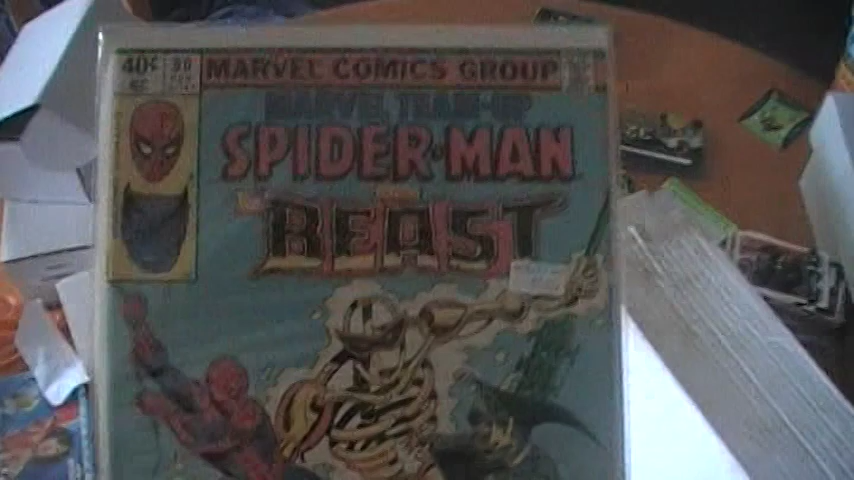 40¢ 90
MARVEL COMICS GROUP
MARVEL TEAM-UP
SPIDER-MAN
BEAST